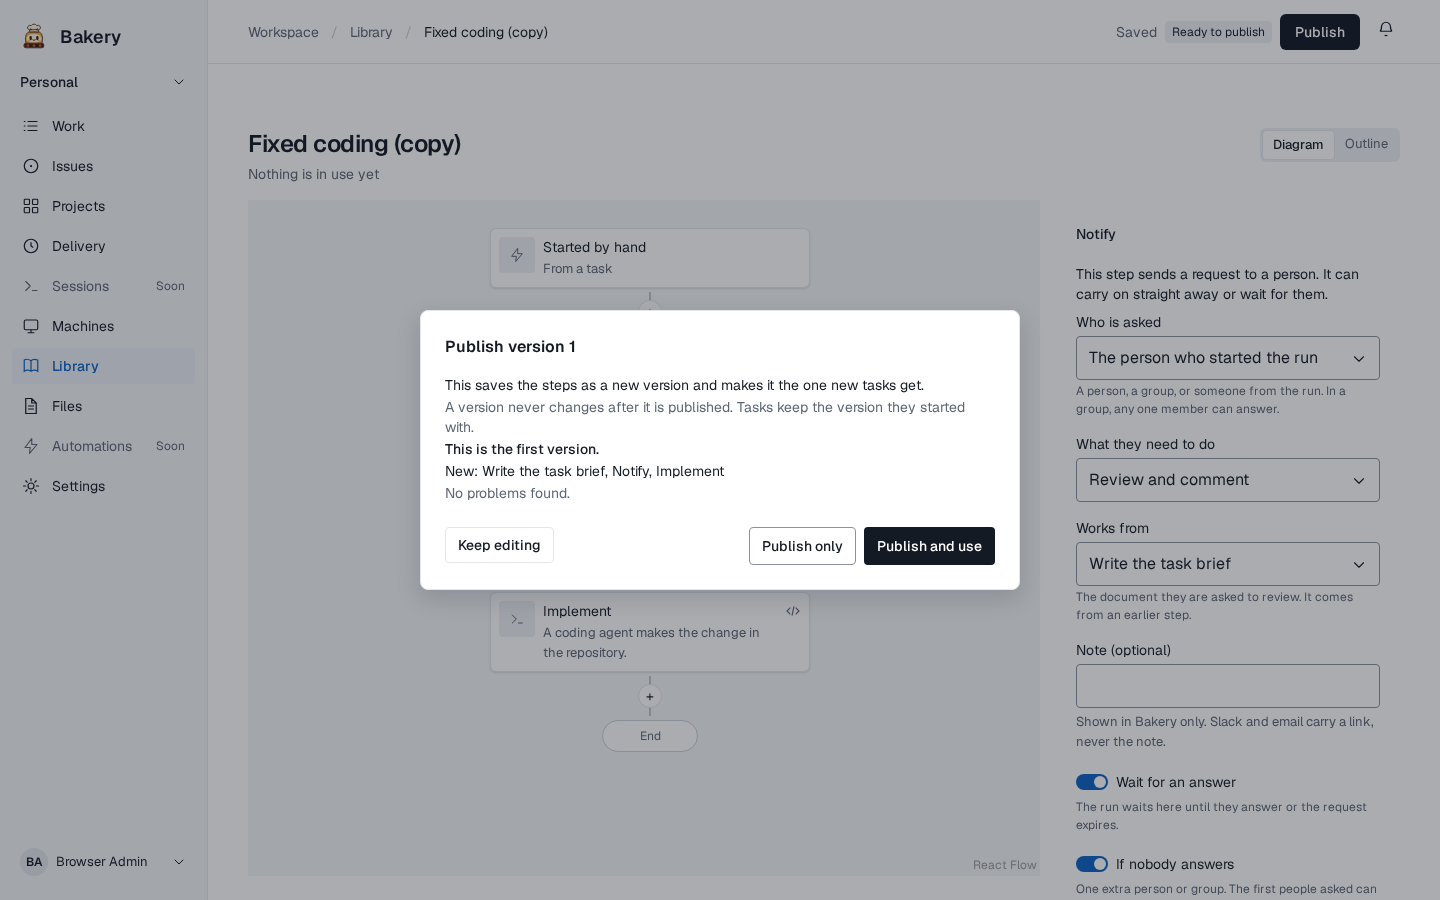 Bakery
Personal
Work
Issues
Projects
Delivery
Sessions Soon
Machines
Library
Files
Automations Soon
Settings
BA Browser Admin
Workspace / Library / Fixed coding (copy)
Saved Ready to publish Publish
Fixed coding (copy)
Nothing is in use yet
Diagram Outline
Started by hand
From a task
Publish version 1
This saves the steps as a new version and makes it the one new tasks get.
A version never changes after it is published. Tasks keep the version they started
with.
This is the first version.
New: Write the task brief, Notify, Implement
No problems found.
Keep editing Publish only Publish and use
Implement
A coding agent makes the change in
the repository.
+
End
React Flow
Notify
This step sends a request to a person. It can
carry on straight away or wait for them.
Who is asked
The person who started the run
A person, a group, or someone from the run. In a
group, any one member can answer.
What they need to do
Review and comment
Works from
Write the task brief
The document they are asked to review. It comes
from an earlier step.
Note (optional)
Shown in Bakery only. Slack and email carry a link,
never the note.
Wait for an answer
The run waits here until they answer or the request
expires.
If nobody answers
One extra person or group. The first people asked can